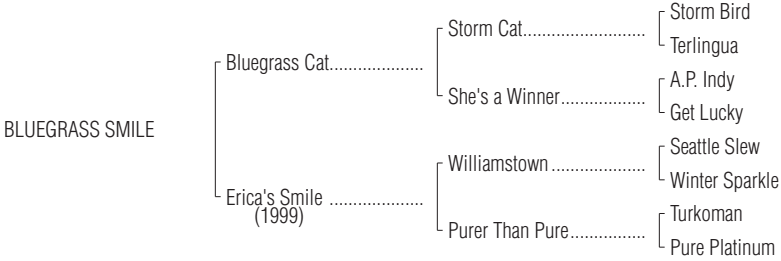 Storm Bird
Storm Cat.........................
Terlingua
Bluegrass Cat...................
A.P. Indy
She's a Winner.................
Get Lucky
BLUEGRASS SMILE
Seattle Slew
Williamstown ...................
Winter Sparkle
Erica's Smile ...................
(1999)
Turkoman
Purer Than Pure...............
Pure Platinum